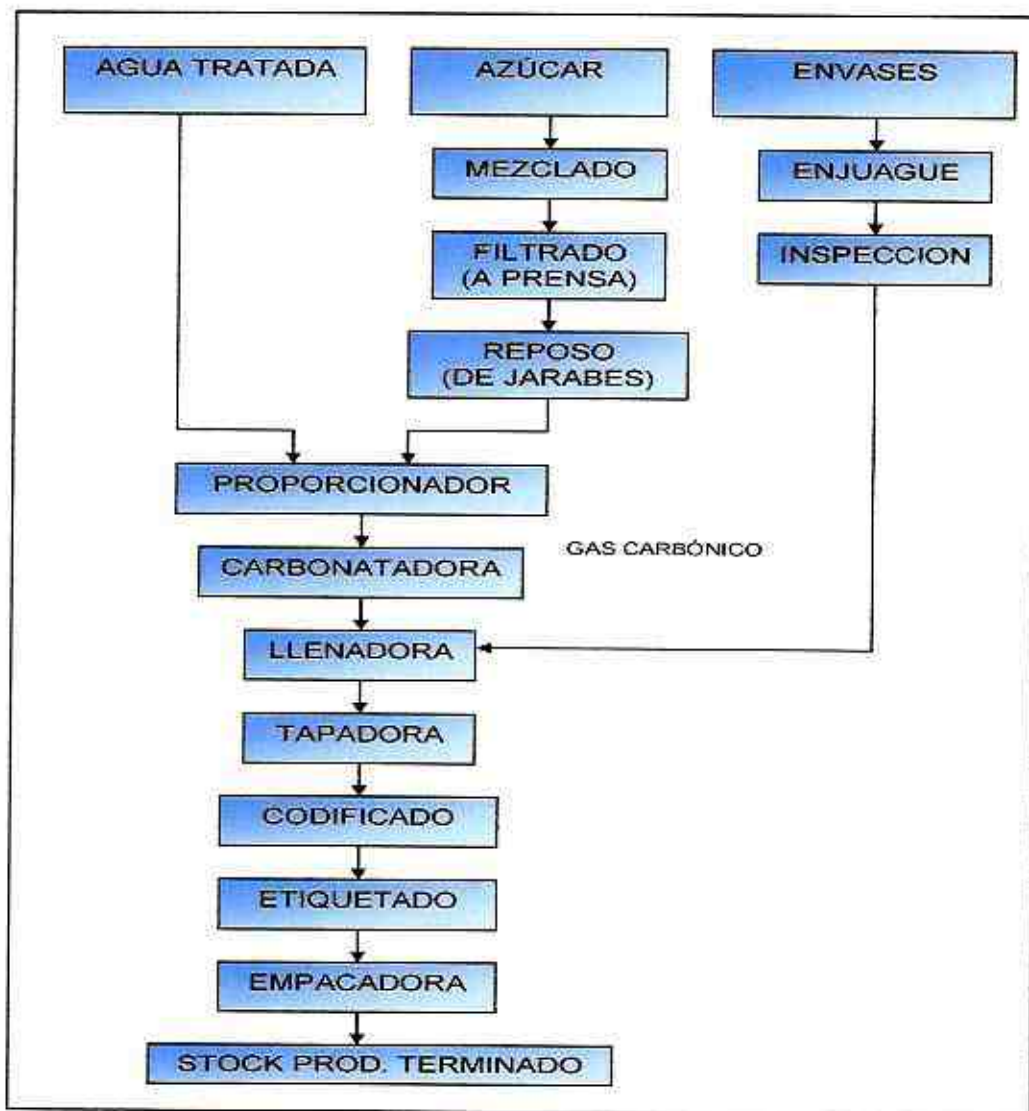 AGUA TRATADA
AZÚCAR
ENVASES
MEZCLADO
ENJUAGUE
FILTRADO
(A PRENSA)
INSPECCION
REPOSO
(DE JARABES)
PROPORCIONADOR
GAS CARBÓNICO
CARBONATADORA
LLENADORA
TAPADORA
CODIFICADO
ETIQUETADO
EMPACADORA
STOCK PROD. TERMINADO